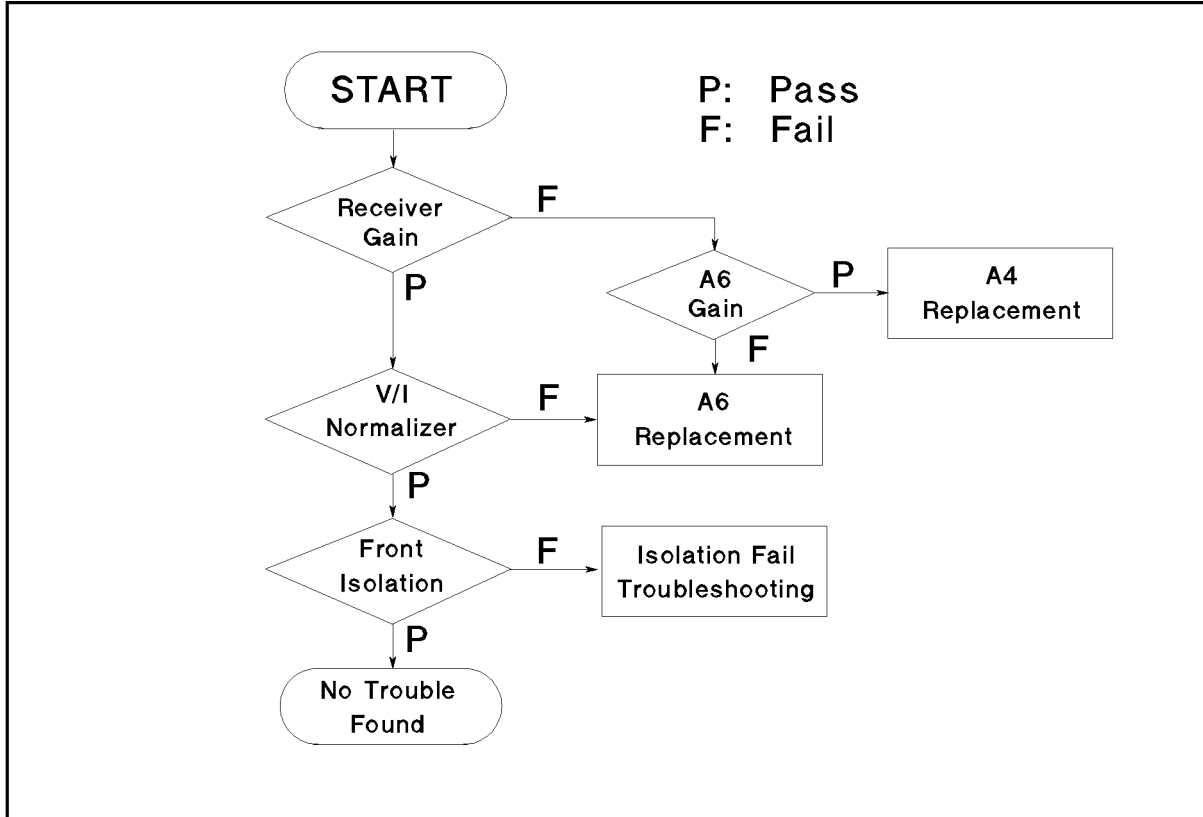 START
P: Pass
F: Fail
Receiver
Gain
F
P
A6
Gain
P
A4
Replacement
F
V/I
Normalizer
F
A6
Replacement
P
Front
Isolation
F
Isolation Fail
Troubleshooting
P
No Trouble
Found